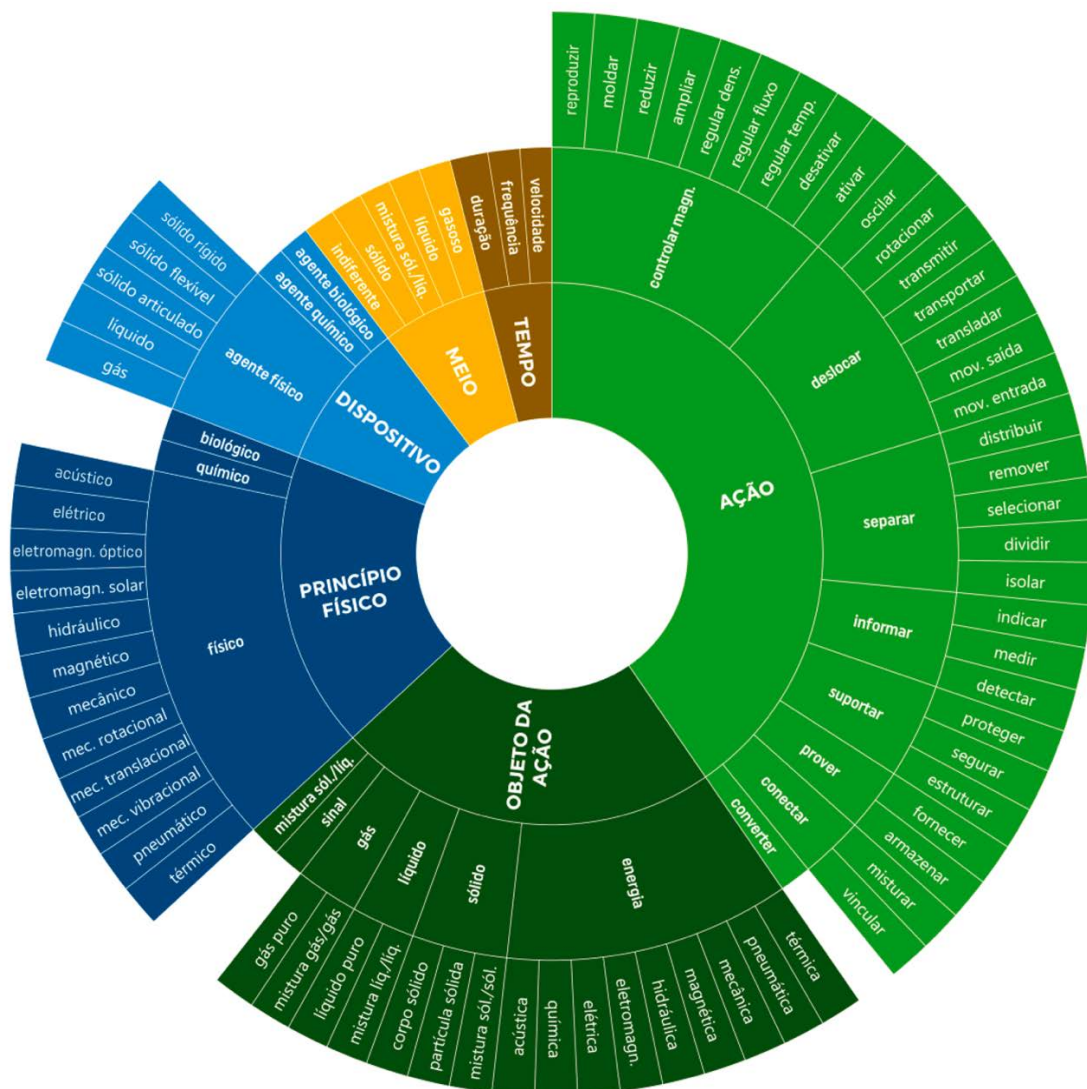 AÇÃO
controlar magn.
reproduzir
moldar
reduzir
ampliar
regular dens.
regular fluxo
regular temp.
desativar
ativar
deslocar
oscilar
rotacionar
transmitir
transportar
transladar
mov. saída
mov. entrada
separar
distribuir
remover
selecionar
dividir
isolar
informar
indicar
medir
detectar
suportar
proteger
segurar
estruturar
prover
fornecer
armazenar
conectar
misturar
vincular
converter
OBJETO DA
AÇÃO
energia
térmica
pneumática
mecânica
magnética
hidráulica
eletromagn.
elétrica
química
acústica
sólido
mistura sól./sól.
partícula sólida
corpo sólido
líquido
mistura líq./líq.
líquido puro
gás
mistura gás/gás
gás puro
sinal
mistura sól./líq.
PRINCÍPIO
FÍSICO
físico
térmico
pneumático
mec. vibracional
mec. translacional
mec. rotacional
mecânico
magnético
hidráulico
eletromagn. solar
eletromagn. óptico
elétrico
acústico
químico
biológico
DISPOSITIVO
agente físico
gás
líquido
sólido articulado
sólido flexível
sólido rígido
agente químico
agente biológico
MEIO
indiferente
sólido
mistura sól./líq.
líquido
gasoso
TEMPO
duração
frequência
velocidade